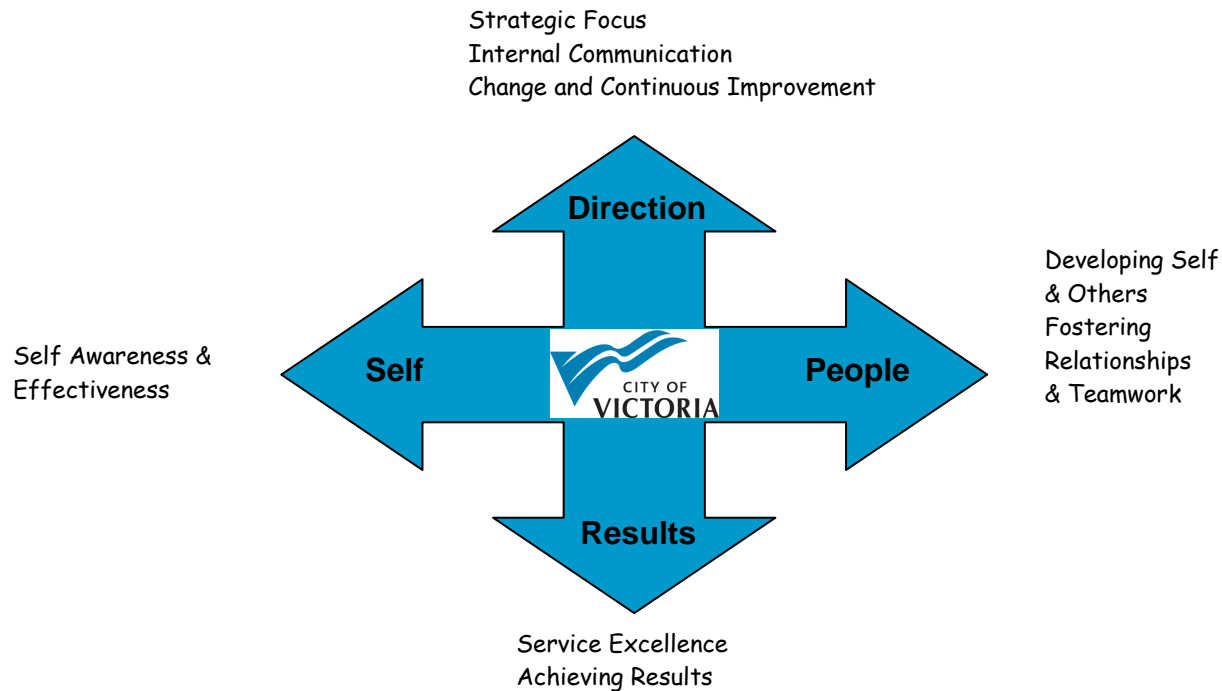 Strategic Focus
Internal Communication
Change and Continuous Improvement
Direction
Self Awareness &
Effectiveness
Self
CITY OF
VICTORIA
People
Developing Self
& Others
Fostering
Relationships
& Teamwork
Results
Service Excellence
Achieving Results